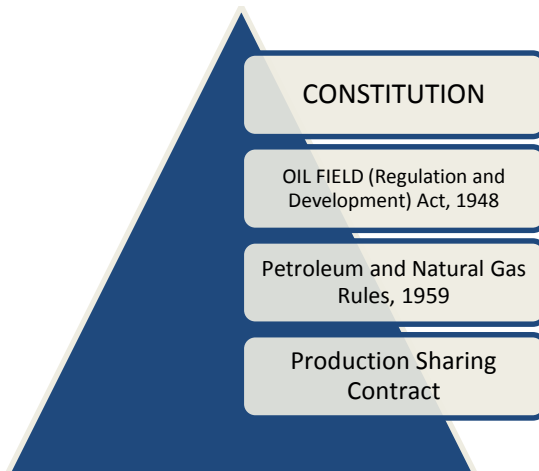 CONSTITUTION
OIL FIELD (Regulation and
Development) Act, 1948
Petroleum and Natural Gas
Rules, 1959
Production Sharing
Contract